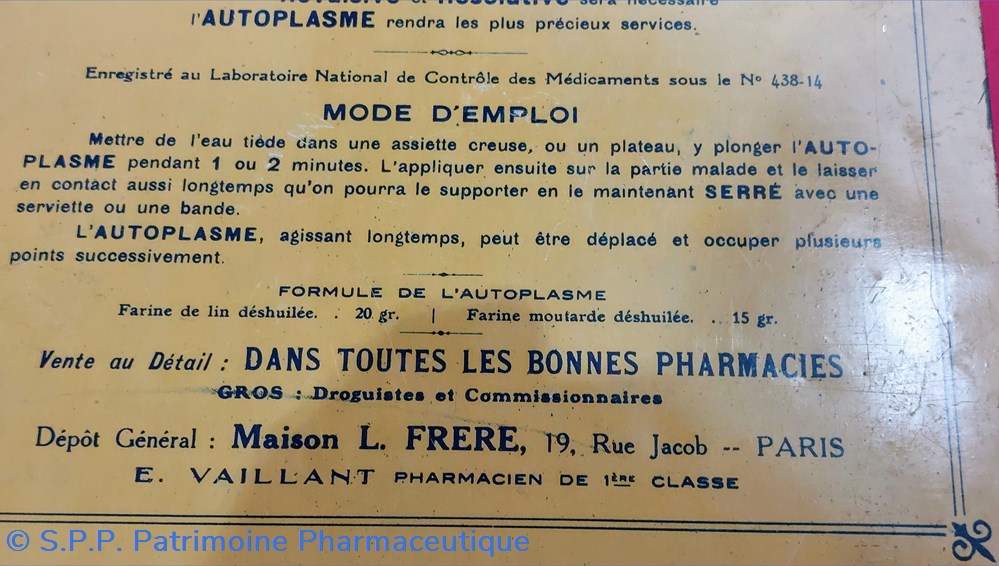 RÉVULSIVE et RÉSOLUTIVE sera nécessaire
l'AUTOPLASME rendra les plus précieux services.
Enregistré au Laboratoire National de Contrôle des Médicaments sous le Nº 438-14
MODE D'EMPLOI
Mettre de l'eau tiède dans une assiette creuse, ou un plateau, y plonger l'AUTO-
PLASME pendant 1 ou 2 minutes. L'appliquer ensuite sur la partie malade et le laisser
en contact aussi longtemps qu'on pourra le supporter en le maintenant SERRÉ avec une
serviette ou une bande.
L'AUTOPLASME, agissant longtemps, peut être déplacé et occuper plusieurs
points successivement.
FORMULE DE L'AUTOPLASME
Farine de lin déshuilée. . 20 gr. | Farine moutarde déshuilée. . . 15 gr.
Vente au Détail : DANS TOUTES LES BONNES PHARMACIES
GROS : Droguistes et Commissionnaires
Dépôt Général : Maison L. FRERE, 19, Rue Jacob -- PARIS
E. VAILLANT PHARMACIEN DE 1ÈRE CLASSE
© S.P.P. Patrimoine Pharmaceutique